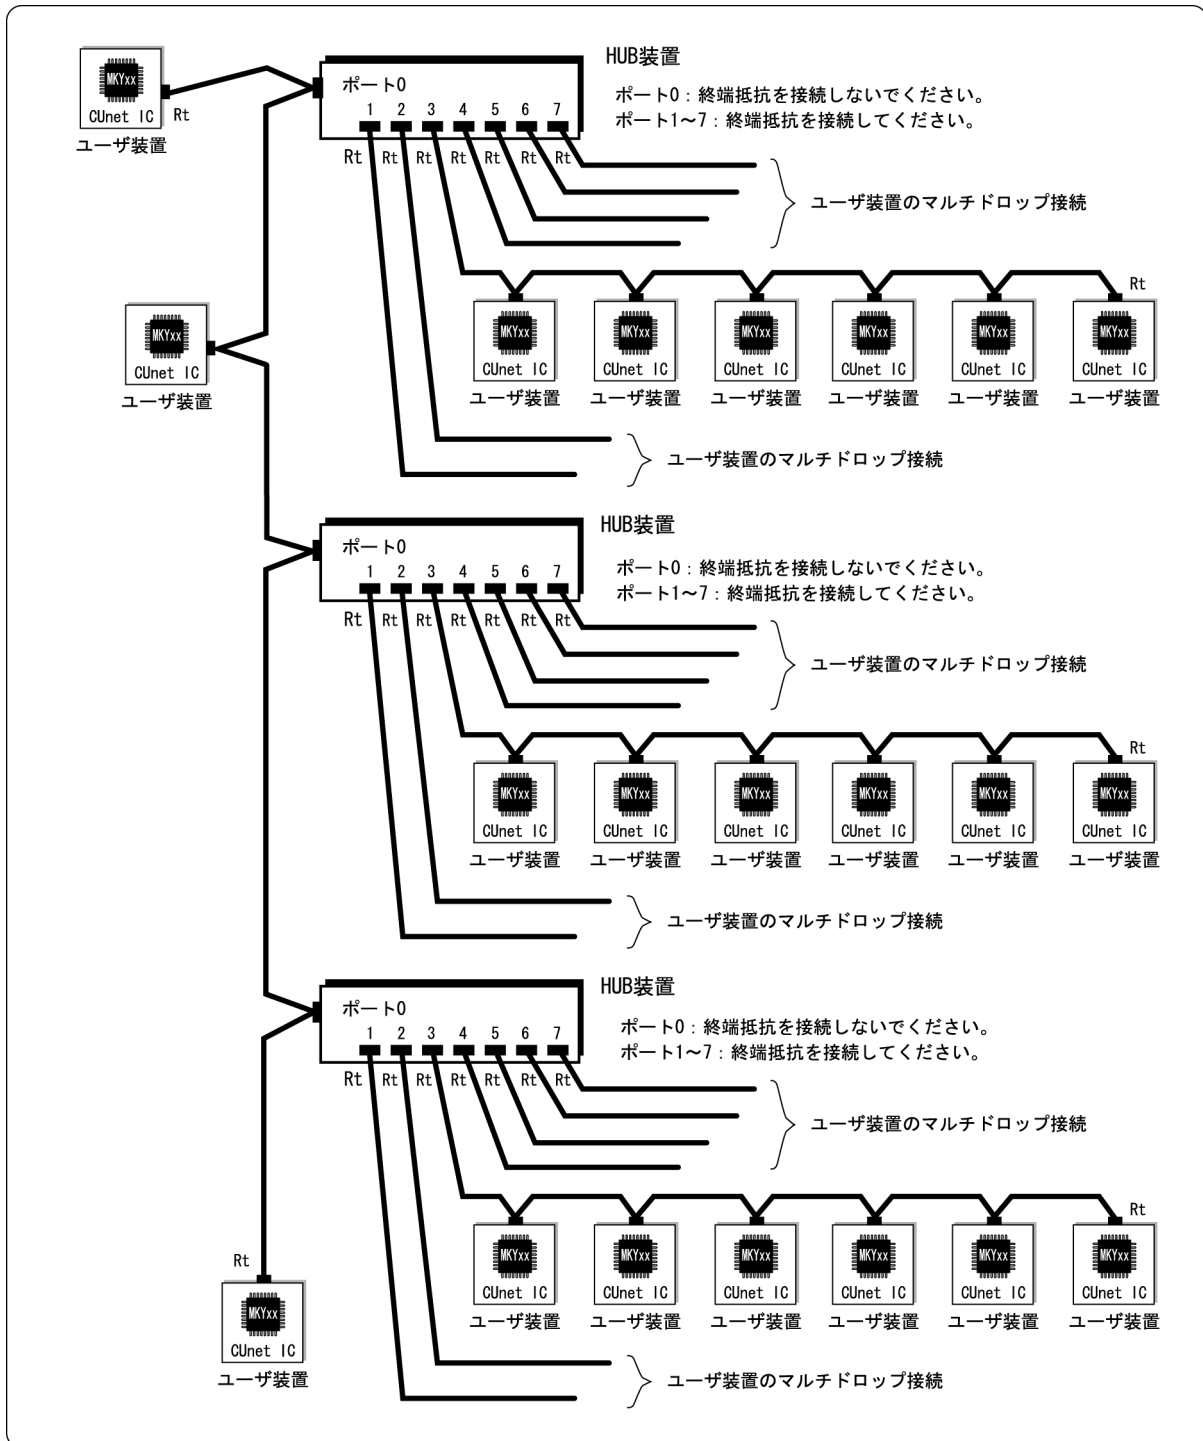 HUB装置
MKYxx
CUnet IC
Rt
ユーザ装置
ポート0
1 2 3 4 5 6 7
ポート0：終端抵抗を接続しないでください。
ポート1～7：終端抵抗を接続してください。
Rt Rt Rt Rt Rt Rt Rt
ユーザ装置のマルチドロップ接続
Rt
MKYxx
CUnet IC
ユーザ装置
MKYxx MKYxx MKYxx MKYxx MKYxx MKYxx
CUnet IC CUnet IC CUnet IC CUnet IC CUnet IC CUnet IC
ユーザ装置 ユーザ装置 ユーザ装置 ユーザ装置 ユーザ装置 ユーザ装置
ユーザ装置のマルチドロップ接続
HUB装置
ポート0
1 2 3 4 5 6 7
ポート0：終端抵抗を接続しないでください。
ポート1～7：終端抵抗を接続してください。
Rt Rt Rt Rt Rt Rt Rt
ユーザ装置のマルチドロップ接続
Rt
MKYxx MKYxx MKYxx MKYxx MKYxx MKYxx
CUnet IC CUnet IC CUnet IC CUnet IC CUnet IC CUnet IC
ユーザ装置 ユーザ装置 ユーザ装置 ユーザ装置 ユーザ装置 ユーザ装置
ユーザ装置のマルチドロップ接続
HUB装置
ポート0
1 2 3 4 5 6 7
ポート0：終端抵抗を接続しないでください。
ポート1～7：終端抵抗を接続してください。
Rt Rt Rt Rt Rt Rt Rt
ユーザ装置のマルチドロップ接続
Rt
MKYxx MKYxx MKYxx MKYxx MKYxx MKYxx
CUnet IC CUnet IC CUnet IC CUnet IC CUnet IC CUnet IC
ユーザ装置 ユーザ装置 ユーザ装置 ユーザ装置 ユーザ装置 ユーザ装置
Rt
MKYxx
CUnet IC
ユーザ装置
ユーザ装置のマルチドロップ接続